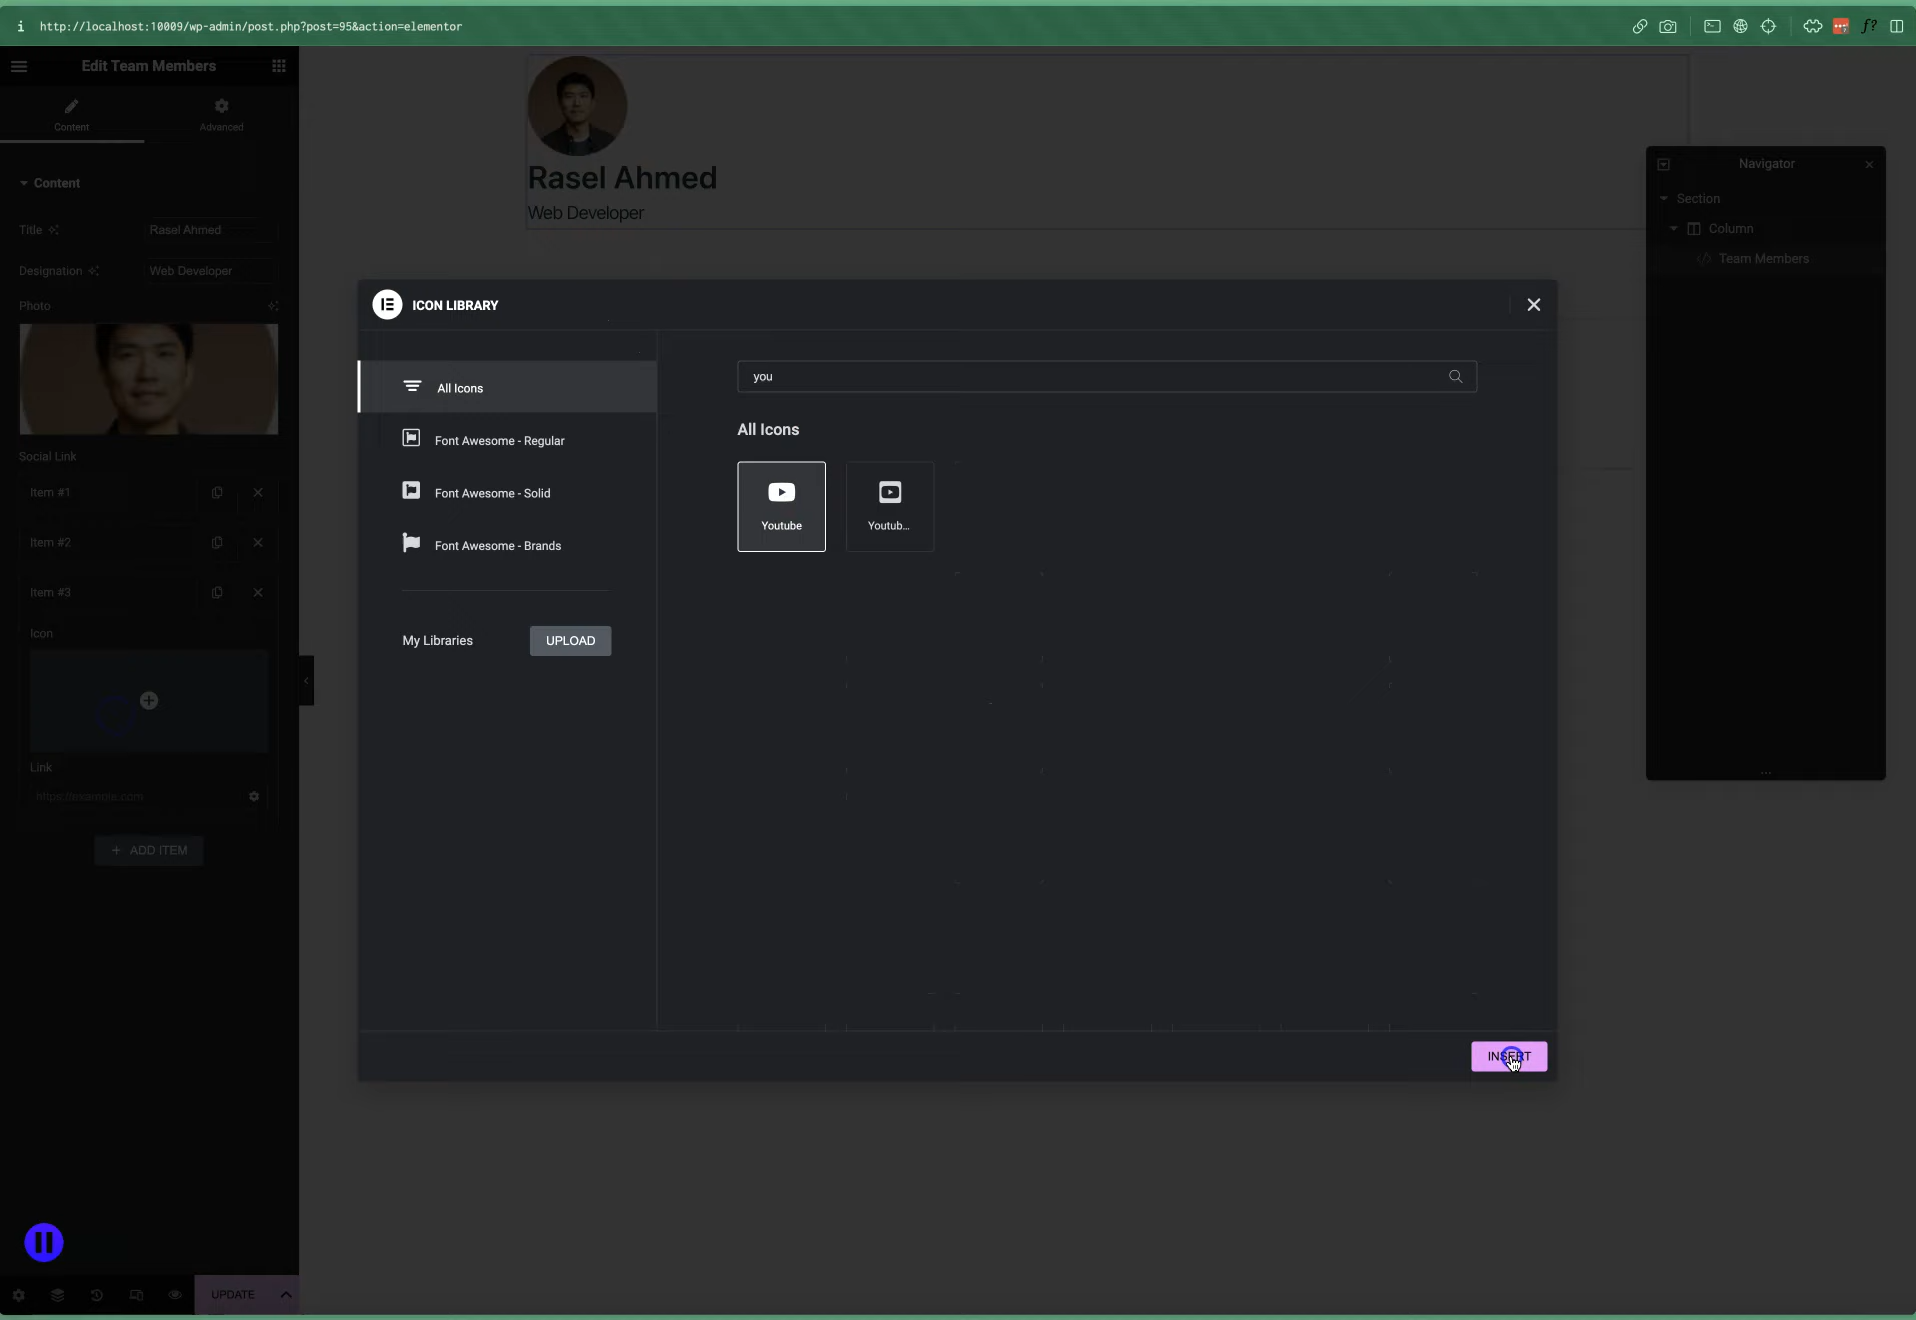 http://localhost:10009/wp-admin/post.php?post=95&action=elementor
Edit Team Members
Content
Advanced
Content
Title
Rasel Ahmed
Designation
Web Developer
Photo
Social Link
Item #1
Item #2
Item #3
Icon
Link
https://example.com
+ ADD ITEM
UPDATE
Rasel Ahmed
Web Developer
ICON LIBRARY
All Icons
Font Awesome - Regular
Font Awesome - Solid
Font Awesome - Brands
My Libraries
UPLOAD
you
All Icons
Youtube
Youtub...
INSERT
Navigator
Section
Column
Team Members